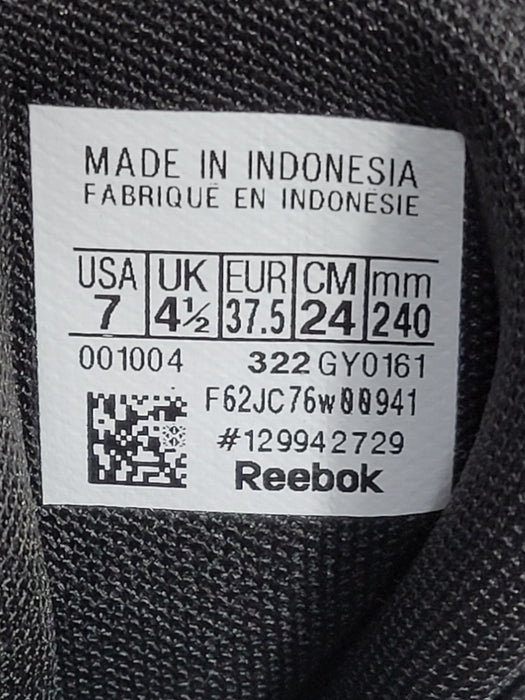 MADE IN INDONESIA
FABRIQUÉ EN INDONÉSIE
USA UK EUR CM mm
7 4½ 37.5 24 240
001004 322 GY0161
F62JC76w00941
#129942729
Reebok